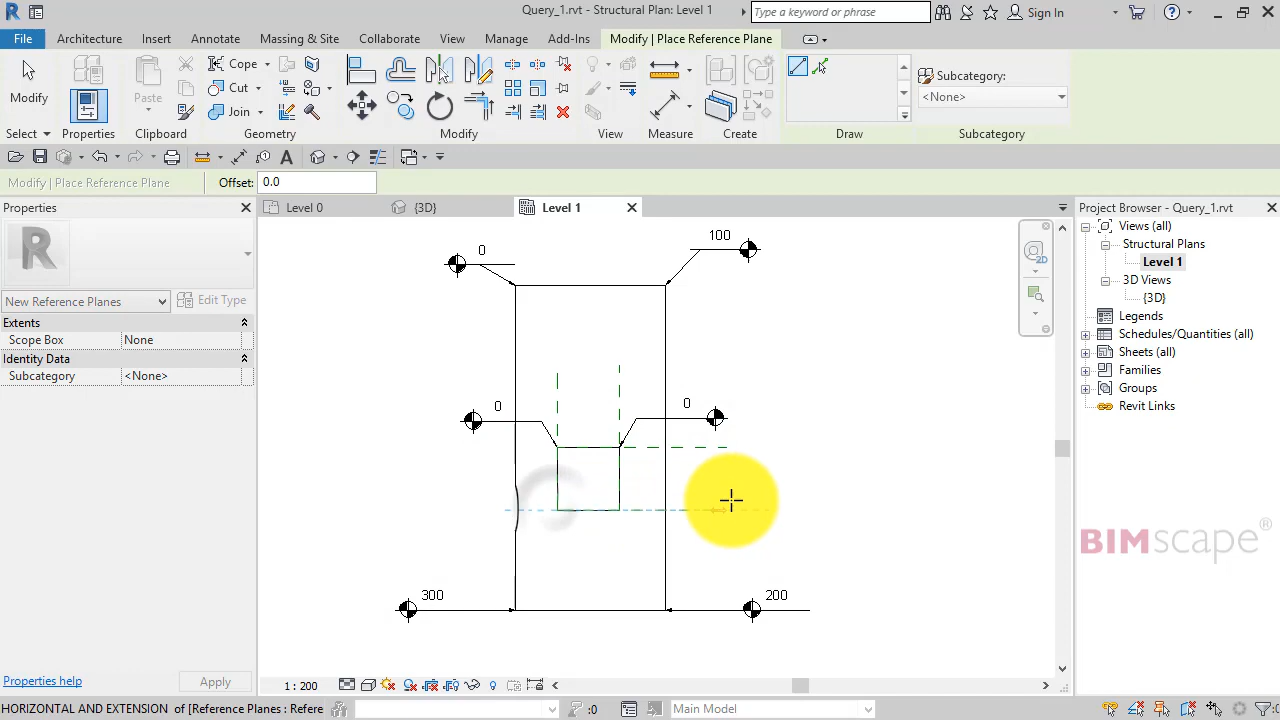 Query_1.rvt - Structural Plan: Level 1
Type a keyword or phrase
Sign In
File Architecture Insert Annotate Massing & Site Collaborate View Manage Add-Ins Modify | Place Reference Plane
Modify
Paste
Cope
Cut
Join
Subcategory:
<None>
Select Properties Clipboard Geometry Modify View Measure Create Draw Subcategory
Modify | Place Reference Plane Offset: 0.0
Properties
Level 0
{3D}
Level 1
Project Browser - Query_1.rvt
New Reference Planes
Edit Type
Extents
Scope Box None
Identity Data
Subcategory <None>
Properties help
Apply
0
100
0
0
300
200
2D
Views (all)
Structural Plans
Level 1
3D Views
{3D}
Legends
Schedules/Quantities (all)
Sheets (all)
Families
Groups
Revit Links
BIMscape®
1 : 200
HORIZONTAL AND EXTENSION of [Reference Planes : Refere
:0
Main Model
:0